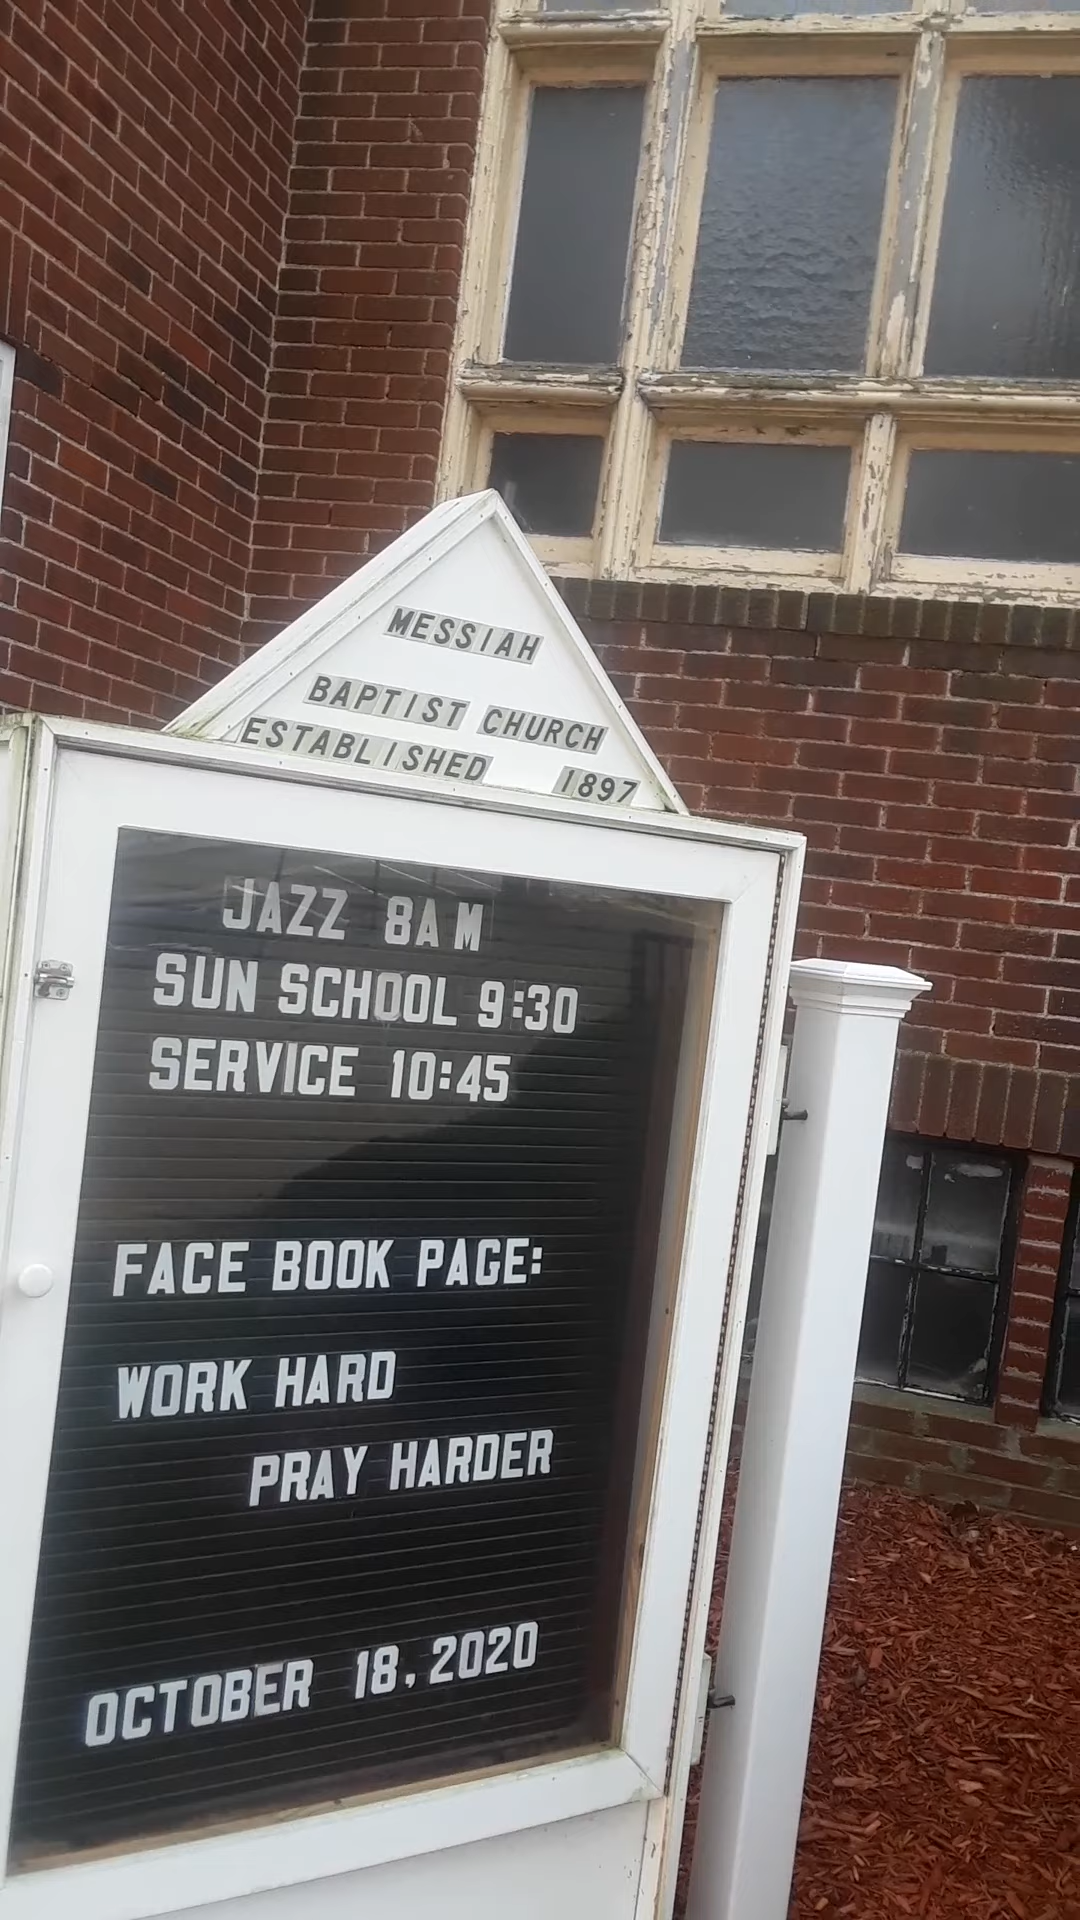 MESSIAH
BAPTIST CHURCH
ESTABLISHED 1897
JAZZ 8AM
SUN SCHOOL 9:30
SERVICE 10:45
FACE BOOK PAGE:
WORK HARD
PRAY HARDER
OCTOBER 18, 2020